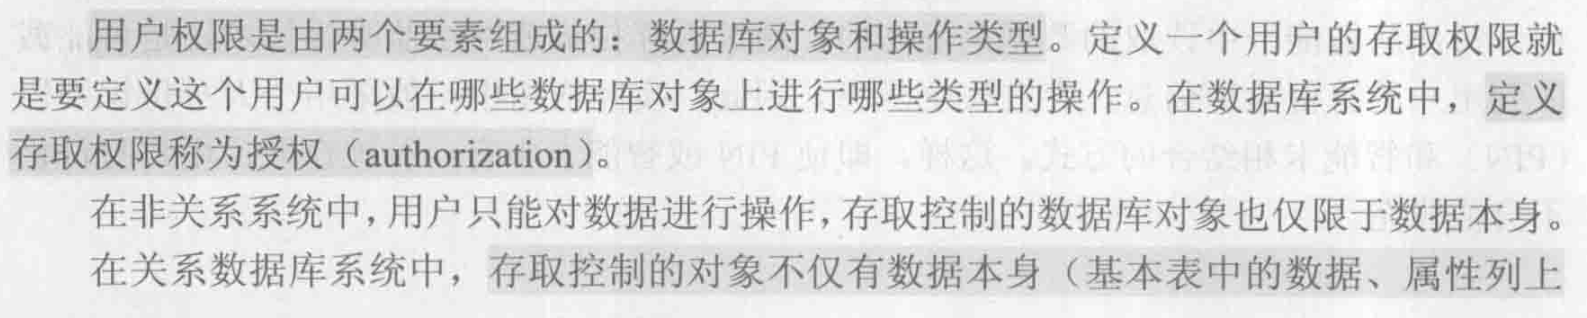 用户权限是由两个要素组成的：数据库对象和操作类型。定义一个用户的存取权限就
是要定义这个用户可以在哪些数据库对象上进行哪些类型的操作。在数据库系统中，定义
存取权限称为授权（authorization）。
在非关系系统中，用户只能对数据进行操作，存取控制的数据库对象也仅限于数据本身。
在关系数据库系统中，存取控制的对象不仅有数据本身（基本表中的数据、属性列上